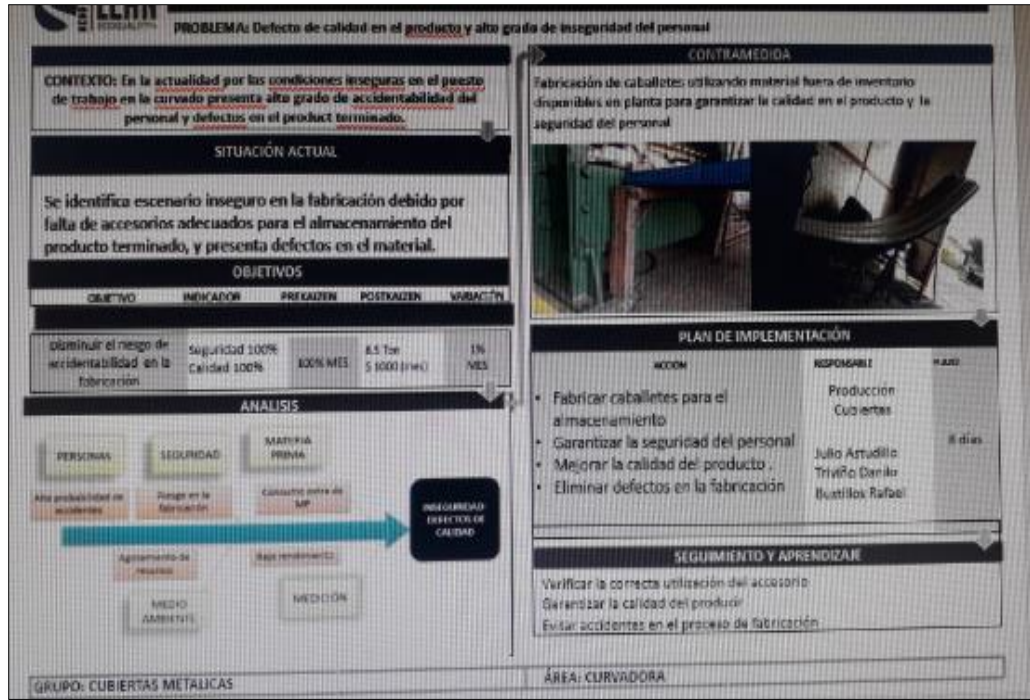 LEAN
PROBLEMA: Defecto de calidad en el producto y alto grado de inseguridad del personal
CONTEXTO: En la actualidad por las condiciones inseguras en el puesto
de trabajo en la curvado presenta alto grado de accidentabilidad del
personal y defectos en el product terminado.
SITUACIÓN ACTUAL
Se identifica escenario inseguro en la fabricación debido por
falta de accesorios adecuados para el almacenamiento del
producto terminado, y presenta defectos en el material.
OBJETIVOS
OBJETIVO INDICADOR PREKAIZEN POSTKAIZEN VARIACIÓN
Disminuir el riesgo de
accidentabilidad en la
fabricación
Seguridad 100%
Calidad 100%
100% MES
8.5 Ton
$ 1000 (mes)
1%
MES
ANALISIS
PERSONAS
SEGURIDAD
MATERIA
PRIMA
Alta probabilidad de
accidentes
Riesgo en la
fabricación
Consumo extra de
MP
INSEGURIDAD
DEFECTOS DE
CALIDAD
Agotamiento de
recursos
Bajo rendimiento
MEDIO
AMBIENTE
MEDICIÓN
GRUPO: CUBIERTAS METALICAS
CONTRAMEDIDA
Fabricación de caballetes utilizando material fuera de inventario
disponibles en planta para garantizar la calidad en el producto y la
seguridad del personal
PLAN DE IMPLEMENTACIÓN
ACCION RESPONSABLE PLAZO
• Fabricar caballetes para el
almacenamiento
• Garantizar la seguridad del personal
• Mejorar la calidad del producto .
• Eliminar defectos en la fabricación
Producción
Cubiertas
Julio Astudillo
Triviño Danilo
Bustillos Rafael
8 dias
SEGUIMIENTO Y APRENDIZAJE
Verificar la correcta utilización del accesorio
Garantizar la calidad del producir
Evitar accidentes en el proceso de fabricación
ÁREA: CURVADORA